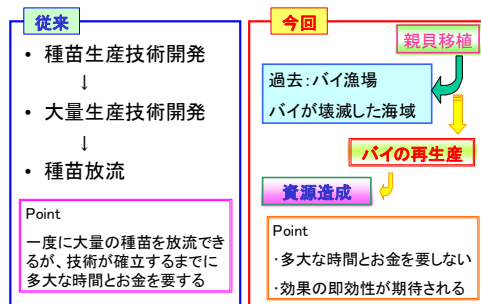 従来
• 種苗生産技術開発
↓
• 大量生産技術開発
↓
• 種苗放流
Point
一度に大量の種苗を放流でき
るが、技術が確立するまでに
多大な時間とお金を要する
今回
親貝移植
過去：バイ漁場
バイが壊滅した海域
バイの再生産
資源造成
Point
・多大な時間とお金を要しない
・効果の即効性が期待される